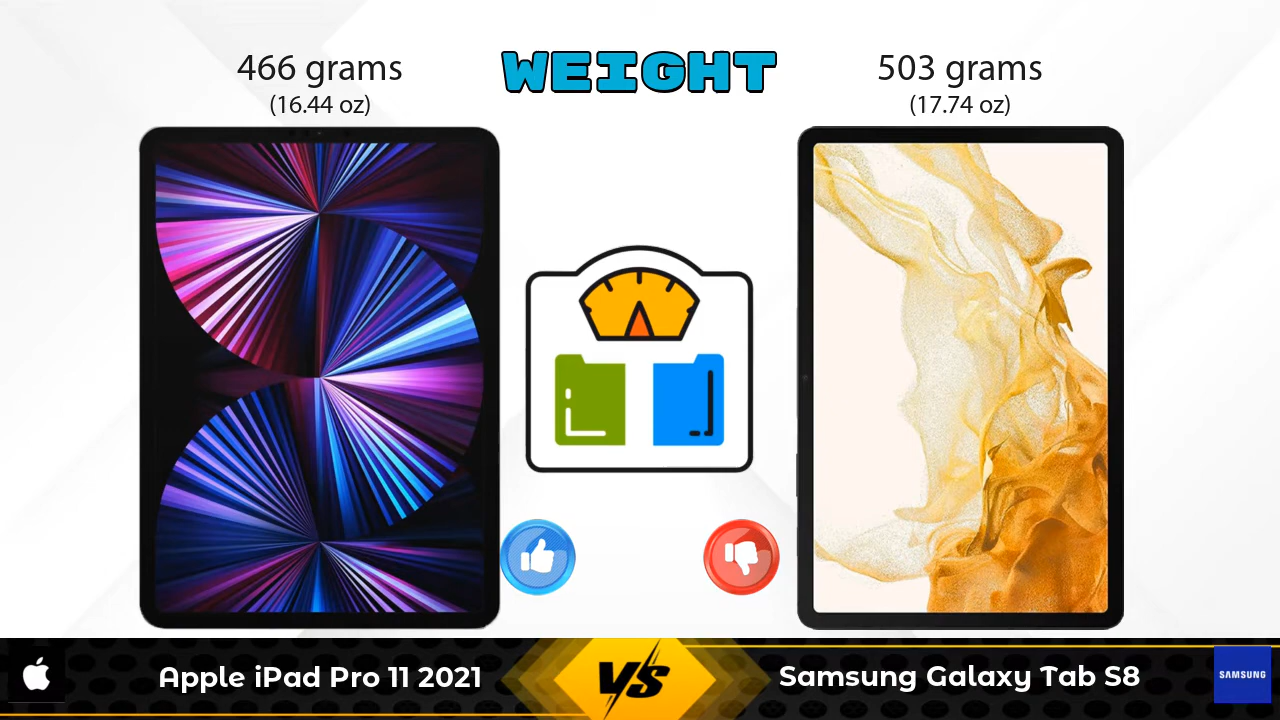 WEIGHT
466 grams
(16.44 oz)
503 grams
(17.74 oz)
Apple iPad Pro 11 2021
VS
Samsung Galaxy Tab S8
SAMSUNG